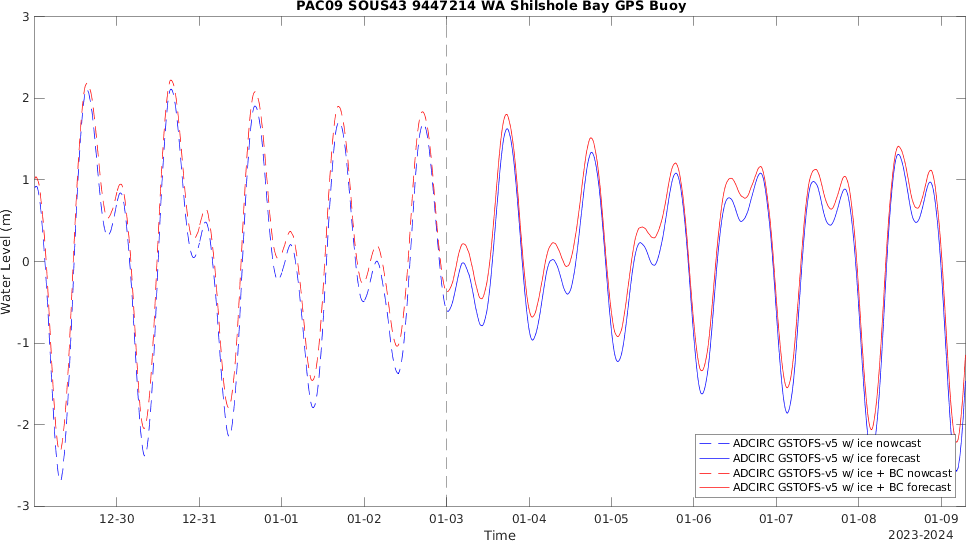 PAC09 SOUS43 9447214 WA Shilshole Bay GPS Buoy
Water Level (m)
3
2
1
0
-1
-2
-3
12-30
12-31
01-01
01-02
01-03
01-04
01-05
01-06
01-07
01-08
01-09
Time
2023-2024
ADCIRC GSTOFS-v5 w/ ice nowcast
ADCIRC GSTOFS-v5 w/ ice forecast
ADCIRC GSTOFS-v5 w/ ice + BC nowcast
ADCIRC GSTOFS-v5 w/ ice + BC forecast